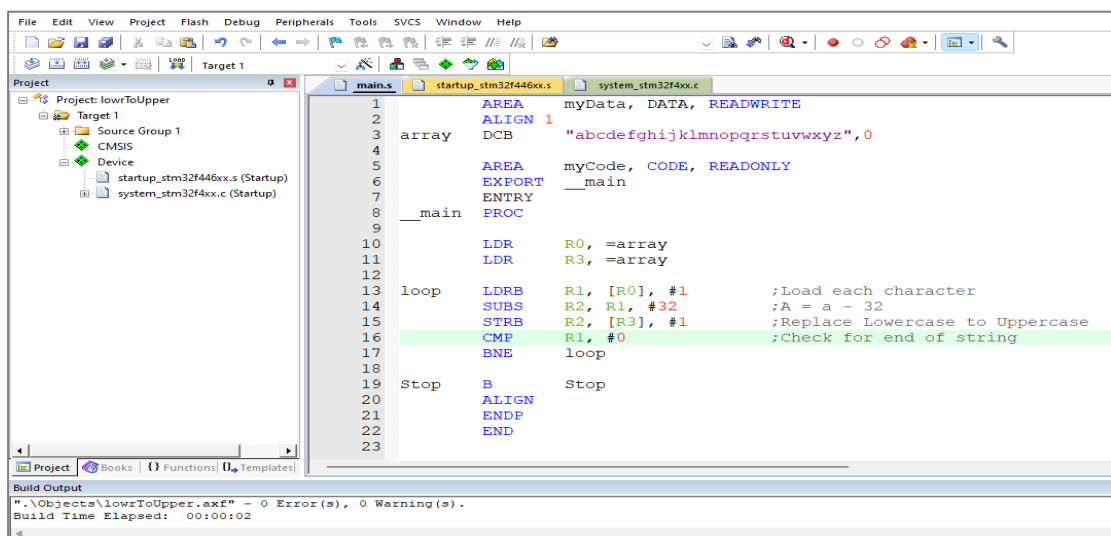 File Edit View Project Flash Debug Peripherals Tools SVCS Window Help
LOAD Target 1
Project
Project: lowrToUpper
Target 1
Source Group 1
CMSIS
Device
startup_stm32f446xx.s (Startup)
system_stm32f4xx.c (Startup)
Project Books {} Functions 0 Templates
main.s startup_stm32f446xx.s system_stm32f4xx.c
1 AREA myData, DATA, READWRITE
2 ALIGN 1
3 array DCB "abcdefghijklmnopqrstuvwxyz",0
4
5 AREA myCode, CODE, READONLY
6 EXPORT __main
7 ENTRY
8 __main PROC
9
10 LDR R0, =array
11 LDR R3, =array
12
13 loop LDRB R1, [R0], #1 ;Load each character
14 SUBS R2, R1, #32 ;A = a - 32
15 STRB R2, [R3], #1 ;Replace Lowercase to Uppercase
16 CMP R1, #0 ;Check for end of string
17 BNE loop
18
19 Stop B Stop
20 ALIGN
21 ENDP
22 END
23
Build Output
".\Objects\lowrToUpper.axf" - 0 Error(s), 0 Warning(s).
Build Time Elapsed: 00:00:02